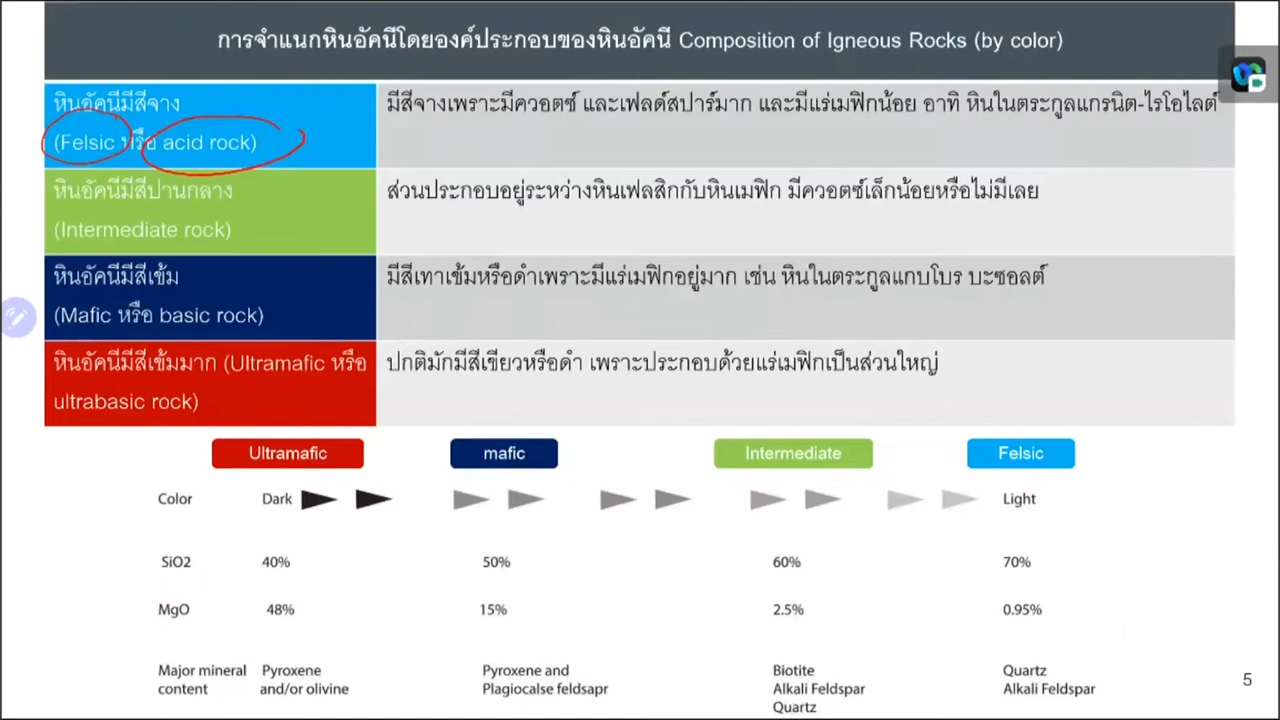 การจำแนกหินอัคนีโดยองค์ประกอบของหินอัคนี Composition of Igneous Rocks (by color)
หินอัคนีมีสีจาง
(Felsic หรือ acid rock)
มีสีจางเพราะมีควอตซ์ และเฟลด์สปาร์มาก และมีแร่เมฟิกน้อย อาทิ หินในตระกูลแกรนิต-ไรโอไลต์
หินอัคนีมีสีปานกลาง
(Intermediate rock)
ส่วนประกอบอยู่ระหว่างหินเฟลสิกกับหินเมฟิก มีควอตซ์เล็กน้อยหรือไม่มีเลย
หินอัคนีมีสีเข้ม
(Mafic หรือ basic rock)
มีสีเทาเข้มหรือดำเพราะมีแร่เมฟิกอยู่มาก เช่น หินในตระกูลแกบโบร บะซอลต์
หินอัคนีมีสีเข้มมาก (Ultramafic หรือ
ultrabasic rock)
ปกติมักมีสีเขียวหรือดำ เพราะประกอบด้วยแร่เมฟิกเป็นส่วนใหญ่
Ultramafic mafic Intermediate Felsic
Color Dark Light
SiO2 40% 50% 60% 70%
MgO 48% 15% 2.5% 0.95%
Major mineral Pyroxene Pyroxene and Biotite Quartz
content and/or olivine Plagiocalse feldsapr Alkali Feldspar Alkali Feldspar
Quartz
5